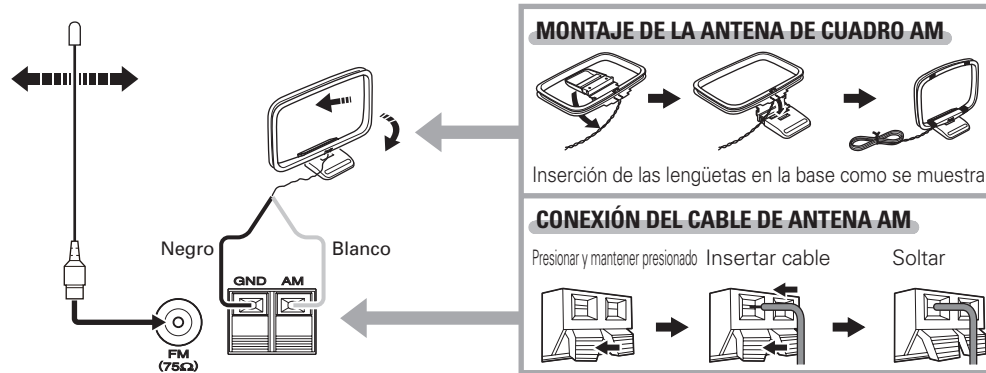 MONTAJE DE LA ANTENA DE CUADRO AM
Inserción de las lengüetas en la base como se muestra
Negro
Blanco
GND AM
FM
(75Ω)
CONEXIÓN DEL CABLE DE ANTENA AM
Presionar y mantener presionado
Insertar cable
Soltar